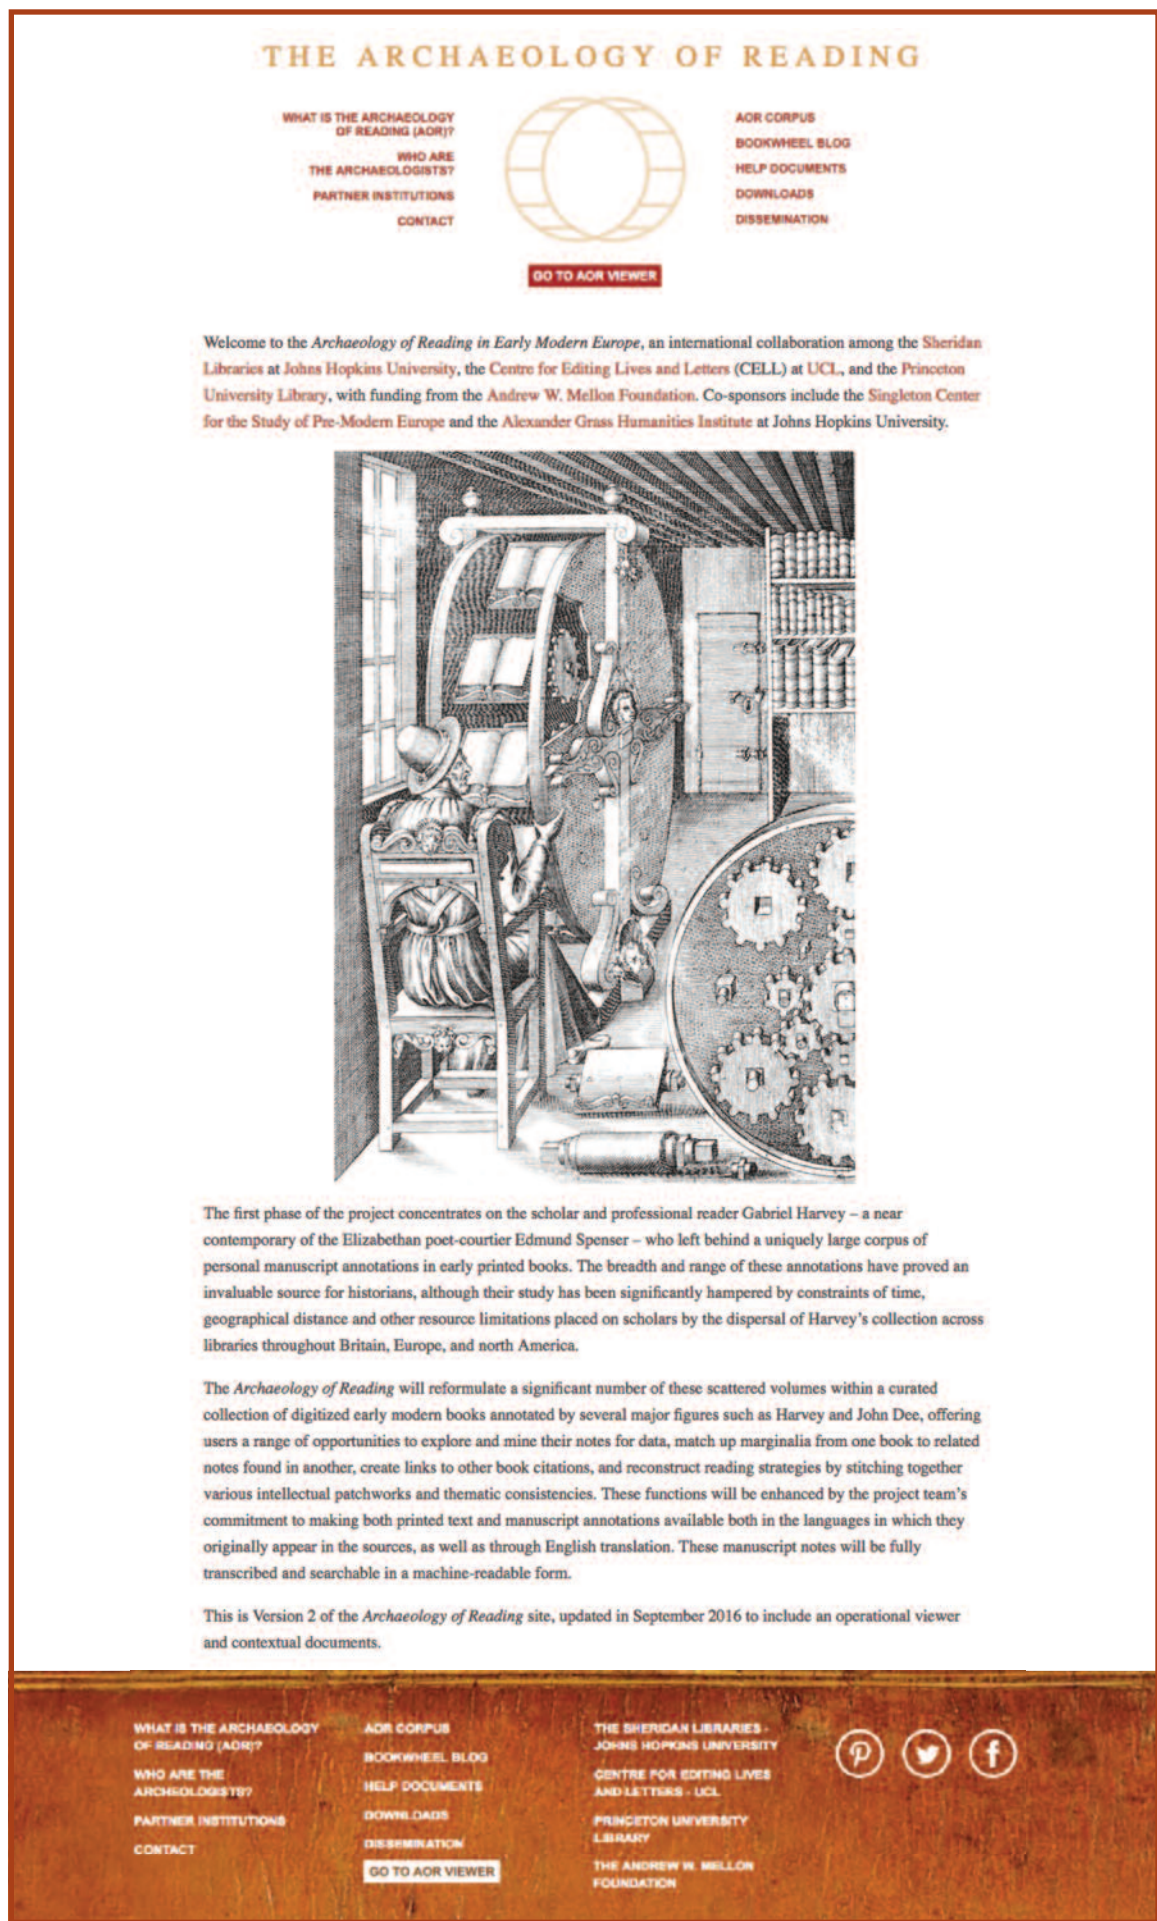 THE ARCHAEOLOGY OF READING
WHAT IS THE ARCHAEOLOGY
OF READING (AOR)?
WHO ARE
THE ARCHAEOLOGISTS?
PARTNER INSTITUTIONS
CONTACT
AOR CORPUS
BOOKWHEEL BLOG
HELP DOCUMENTS
DOWNLOADS
DISSEMINATION
GO TO AOR VIEWER
Welcome to the Archaeology of Reading in Early Modern Europe, an international collaboration among the Sheridan
Libraries at Johns Hopkins University, the Centre for Editing Lives and Letters (CELL) at UCL, and the Princeton
University Library, with funding from the Andrew W. Mellon Foundation. Co-sponsors include the Singleton Center
for the Study of Pre-Modern Europe and the Alexander Grass Humanities Institute at Johns Hopkins University.
The first phase of the project concentrates on the scholar and professional reader Gabriel Harvey – a near
contemporary of the Elizabethan poet-courtier Edmund Spenser – who left behind a uniquely large corpus of
personal manuscript annotations in early printed books. The breadth and range of these annotations have proved an
invaluable source for historians, although their study has been significantly hampered by constraints of time,
geographical distance and other resource limitations placed on scholars by the dispersal of Harvey's collection across
libraries throughout Britain, Europe, and north America.
The Archaeology of Reading will reformulate a significant number of these scattered volumes within a curated
collection of digitized early modern books annotated by several major figures such as Harvey and John Dee, offering
users a range of opportunities to explore and mine their notes for data, match up marginalia from one book to related
notes found in another, create links to other book citations, and reconstruct reading strategies by stitching together
various intellectual patchworks and thematic consistencies. These functions will be enhanced by the project team's
commitment to making both printed text and manuscript annotations available both in the languages in which they
originally appear in the sources, as well as through English translation. These manuscript notes will be fully
transcribed and searchable in a machine-readable form.
This is Version 2 of the Archaeology of Reading site, updated in September 2016 to include an operational viewer
and contextual documents.
WHAT IS THE ARCHAEOLOGY
OF READING (AOR)?
WHO ARE THE
ARCHEOLOGISTS?
PARTNER INSTITUTIONS
CONTACT
AOR CORPUS
BOOKWHEEL BLOG
HELP DOCUMENTS
DOWNLOADS
DISSEMINATION
GO TO AOR VIEWER
THE SHERIDAN LIBRARIES -
JOHNS HOPKINS UNIVERSITY
CENTRE FOR EDITING LIVES
AND LETTERS - UCL
PRINCETON UNIVERSITY
LIBRARY
THE ANDREW W. MELLON
FOUNDATION